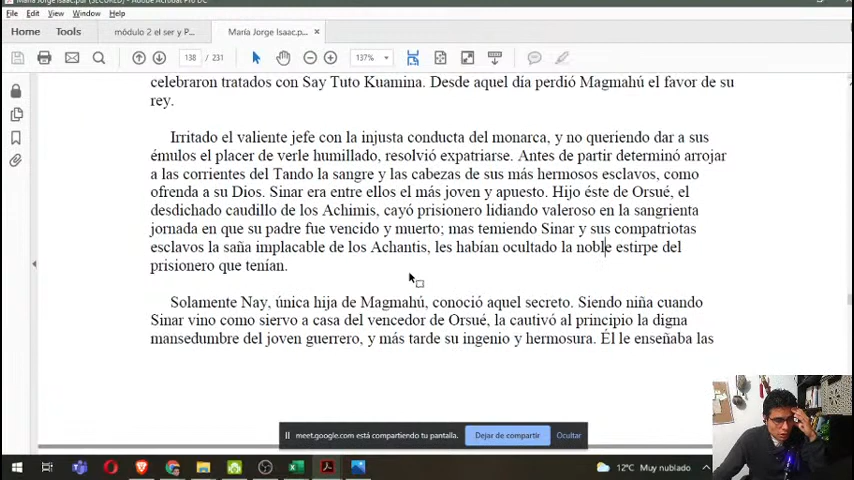 File Edit View Window Help
Home Tools módulo 2 el ser y P... María Jorge Isaac.pdf ×
138 / 231 137%
celebraron tratados con Say Tuto Kuamina. Desde aquel día perdió Magmahú el favor de su
rey.
Irritado el valiente jefe con la injusta conducta del monarca, y no queriendo dar a sus
émulos el placer de verle humillado, resolvió expatriarse. Antes de partir determinó arrojar
a las corrientes del Tando la sangre y las cabezas de sus más hermosos esclavos, como
ofrenda a su Dios. Sinar era entre ellos el más joven y apuesto. Hijo éste de Orsué, el
desdichado caudillo de los Achimis, cayó prisionero lidiando valeroso en la sangrienta
jornada en que su padre fue vencido y muerto; mas temiendo Sinar y sus compatriotas
esclavos la saña implacable de los Achantis, les habían ocultado la noble estirpe del
prisionero que tenían.
Solamente Nay, única hija de Magmahú, conoció aquel secreto. Siendo niña cuando
Sinar vino como siervo a casa del vencedor de Orsué, la cautivó al principio la digna
mansedumbre del joven guerrero, y más tarde su ingenio y hermosura. Él le enseñaba las
meet.google.com está compartiendo tu pantalla. Dejar de compartir Ocultar
12°C Muy nublado